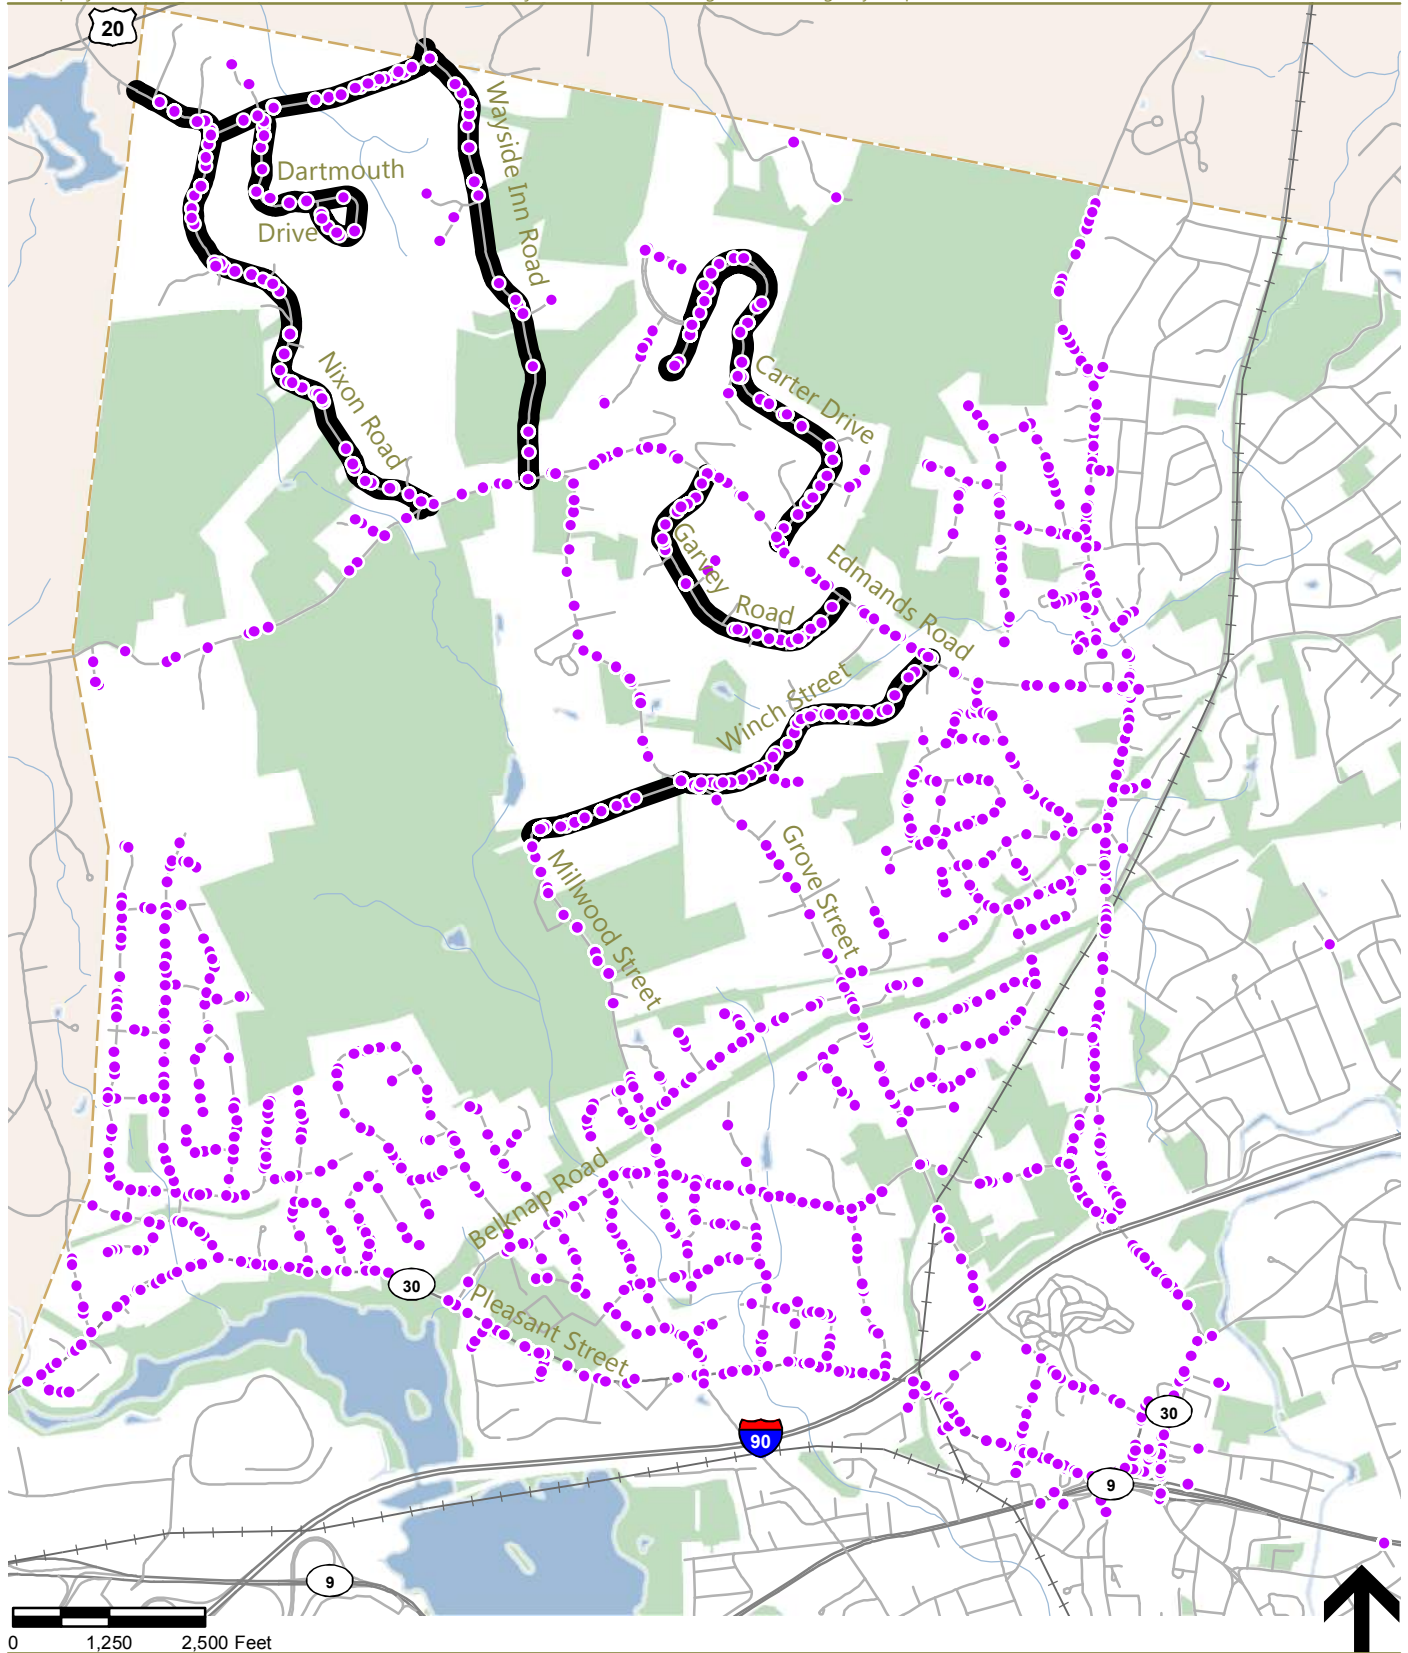 20
Wayside Inn Road
Dartmouth
Drive
Nixon Road
Carter Drive
Garvey Road
Edmands Road
Winch Street
Grove Street
Millwood Street
Belknap Road
30
Pleasant Street
30
90
9
9
0 1,250 2,500 Feet